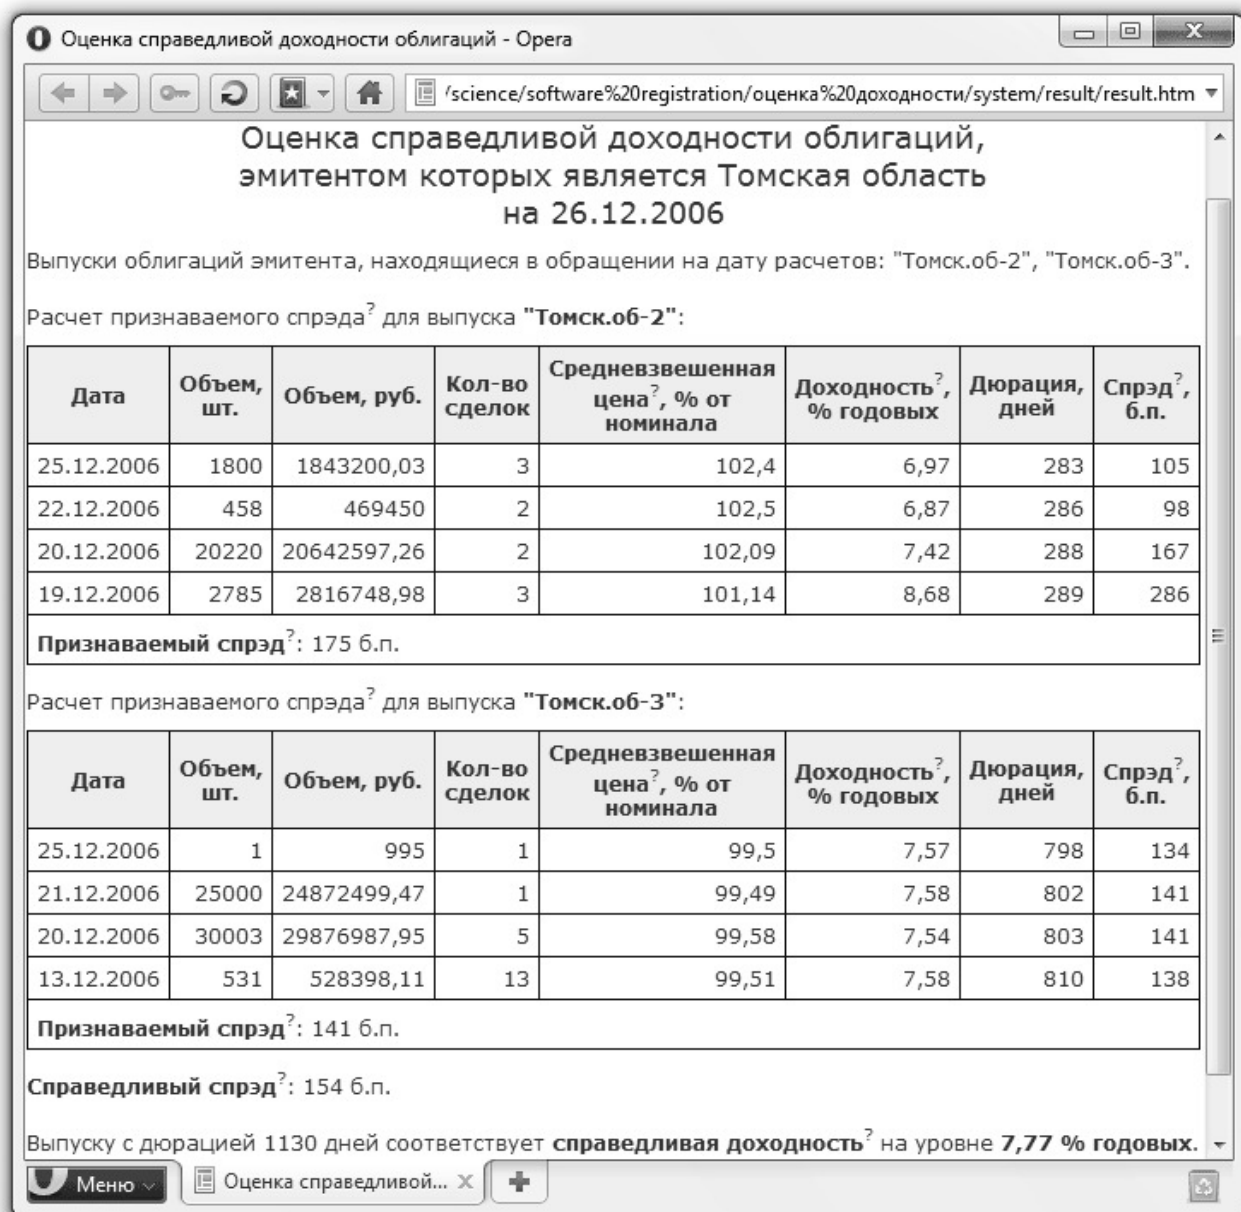 Оценка справедливой доходности облигаций - Opera
/science/software%20registration/оценка%20доходности/system/result/result.htm
Оценка справедливой доходности облигаций,
эмитентом которых является Томская область
на 26.12.2006
Выпуски облигаций эмитента, находящиеся в обращении на дату расчетов: "Томск.об-2", "Томск.об-3".
Расчет признаваемого спрэда? для выпуска "Томск.об-2":
Дата Объем, шт. Объем, руб. Кол-во сделок Средневзвешенная цена?, % от номинала Доходность?, % годовых Дюрация, дней Спрэд?, б.п.
25.12.2006 1800 1843200,03 3 102,4 6,97 283 105
22.12.2006 458 469450 2 102,5 6,87 286 98
20.12.2006 20220 20642597,26 2 102,09 7,42 288 167
19.12.2006 2785 2816748,98 3 101,14 8,68 289 286
Признаваемый спрэд?: 175 б.п.
Расчет признаваемого спрэда? для выпуска "Томск.об-3":
Дата Объем, шт. Объем, руб. Кол-во сделок Средневзвешенная цена?, % от номинала Доходность?, % годовых Дюрация, дней Спрэд?, б.п.
25.12.2006 1 995 1 99,5 7,57 798 134
21.12.2006 25000 24872499,47 1 99,49 7,58 802 141
20.12.2006 30003 29876987,95 5 99,58 7,54 803 141
13.12.2006 531 528398,11 13 99,51 7,58 810 138
Признаваемый спрэд?: 141 б.п.
Справедливый спрэд?: 154 б.п.
Выпуску с дюрацией 1130 дней соответствует справедливая доходность? на уровне 7,77 % годовых.
Меню
Оценка справедливой...